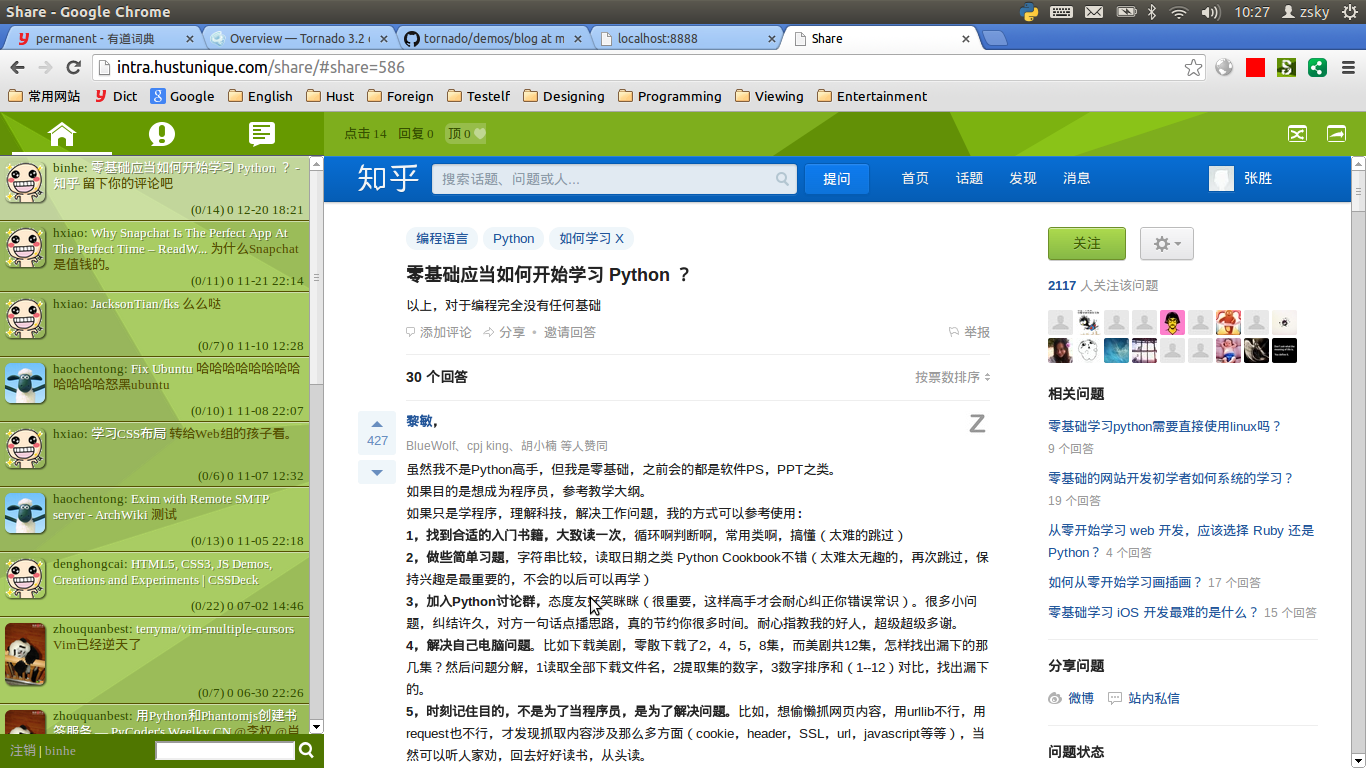 Share - Google Chrome
10:27 zsky
permanent - 有道词典
Overview — Tornado 3.2
tornado/demos/blog at m
localhost:8888
Share
intra.hustunique.com/share/#share=586
常用网站 Dict Google English Hust Foreign Testelf Designing Programming Viewing Entertainment
点击 14 回复 0 顶 0
binhe: 零基础应当如何开始学习 Python ？ -
知乎 留下你的评论吧
(0/14) 0 12-20 18:21
hxiao: Why Snapchat Is The Perfect App At
The Perfect Time – ReadW... 为什么Snapchat
是值钱的。
(0/11) 0 11-21 22:14
hxiao: JacksonTian/fks 么么哒
(0/7) 0 11-10 12:28
haochentong: Fix Ubuntu 哈哈哈哈哈哈哈哈
哈哈哈哈怒黑ubuntu
(0/10) 1 11-08 22:07
hxiao: 学习CSS布局 转给Web组的孩子看。
(0/6) 0 11-07 12:32
haochentong: Exim with Remote SMTP
server - ArchWiki 测试
(0/13) 0 11-05 22:18
denghongcai: HTML5, CSS3, JS Demos,
Creations and Experiments | CSSDeck
(0/22) 0 07-02 14:46
zhouquanbest: terryma/vim-multiple-cursors
Vim已经逆天了
(0/7) 0 06-30 22:26
zhouquanbest: 用Python和Phantomjs创建书
签服务 — PyCoder's Weelky CN @李权 @肖
注销 | binhe
知乎
搜索话题、问题或人...
提问
首页 话题 发现 消息
张胜
编程语言 Python 如何学习 X
零基础应当如何开始学习 Python ？
以上，对于编程完全没有任何基础
添加评论 分享 • 邀请回答
举报
30 个回答
按票数排序
427
黎敏，
Z
BlueWolf、cpj king、胡小楠 等人赞同
虽然我不是Python高手，但我是零基础，之前会的都是软件PS，PPT之类。
如果目的是想成为程序员，参考教学大纲。
如果只是学程序，理解科技，解决工作问题，我的方式可以参考使用：
1，找到合适的入门书籍，大致读一次，循环啊判断啊，常用类啊，搞懂（太难的跳过）
2，做些简单习题，字符串比较，读取日期之类 Python Cookbook不错（太难太无趣的，再次跳过，保
持兴趣是最重要的，不会的以后可以再学）
3，加入Python讨论群，态度友好笑眯眯（很重要，这样高手才会耐心纠正你错误常识）。很多小问
题，纠结许久，对方一句话点播思路，真的节约你很多时间。耐心指教我的好人，超级超级多谢。
4，解决自己电脑问题。比如下载美剧，零散下载了2，4，5，8集，而美剧共12集，怎样找出漏下的那
几集？然后问题分解，1读取全部下载文件名，2提取集的数字，3数字排序和（1--12）对比，找出漏下
的。
5，时刻记住目的，不是为了当程序员，是为了解决问题。比如，想偷懒抓网页内容，用urllib不行，用
request也不行，才发现抓取内容涉及那么多方面（cookie，header，SSL，url，javascript等等），当
然可以听人家劝，回去好好读书，从头读。
关注
2117 人关注该问题
相关问题
零基础学习python需要直接使用linux吗？
9 个回答
零基础的网站开发初学者如何系统的学习？
19 个回答
从零开始学习 web 开发，应该选择 Ruby 还是
Python？ 4 个回答
如何从零开始学习画插画？ 17 个回答
零基础学习 iOS 开发最难的是什么？ 15 个回答
分享问题
微博 站内私信
问题状态